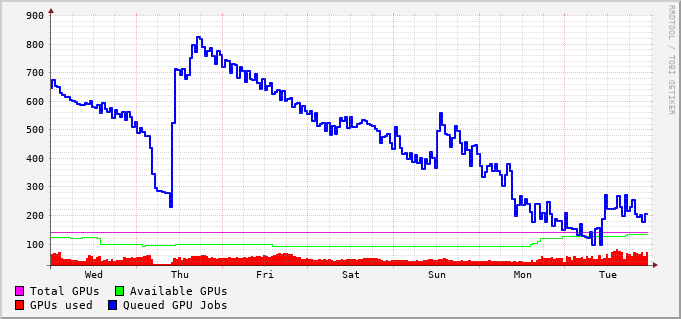 900
800
700
600
500
400
300
200
100
Wed Thu Fri Sat Sun Mon Tue
Total GPUs Available GPUs
GPUs used Queued GPU Jobs
RRDTOOL / TOBI OETIKER